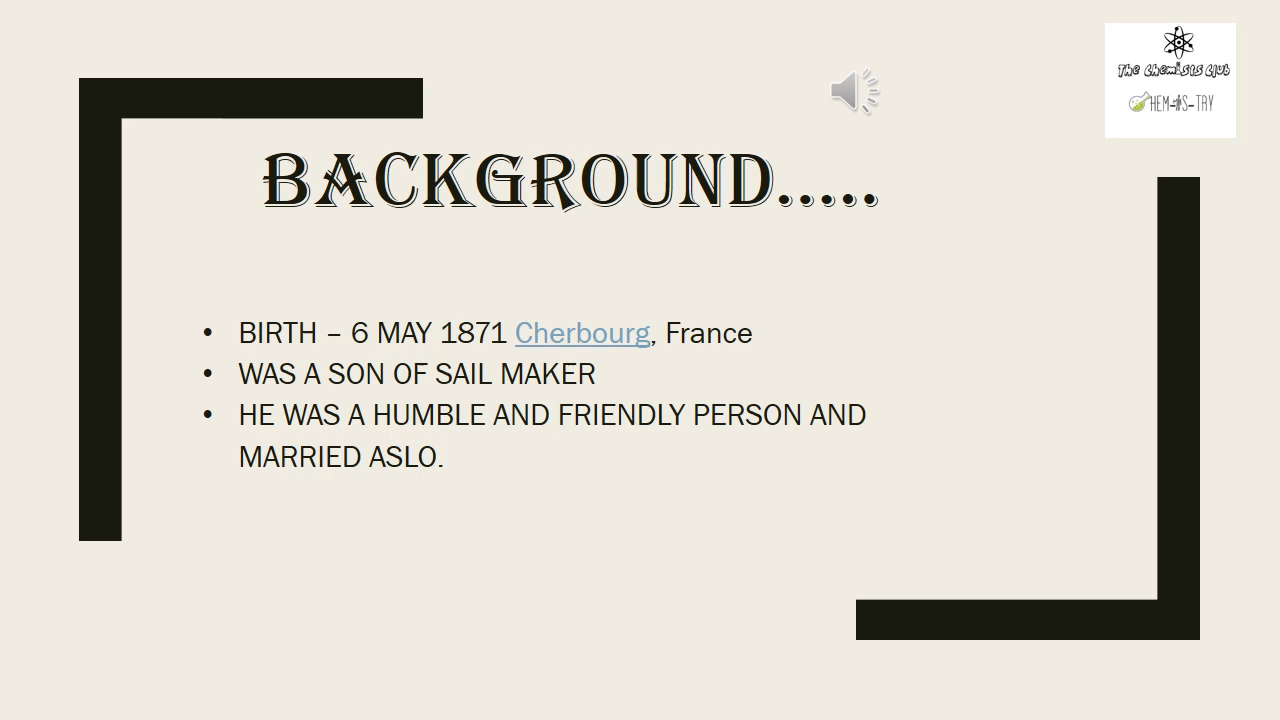 The Chemists Club
HEM-IS-TRY
BACKGROUND.....
• BIRTH – 6 MAY 1871 Cherbourg, France
• WAS A SON OF SAIL MAKER
• HE WAS A HUMBLE AND FRIENDLY PERSON AND
MARRIED ASLO.